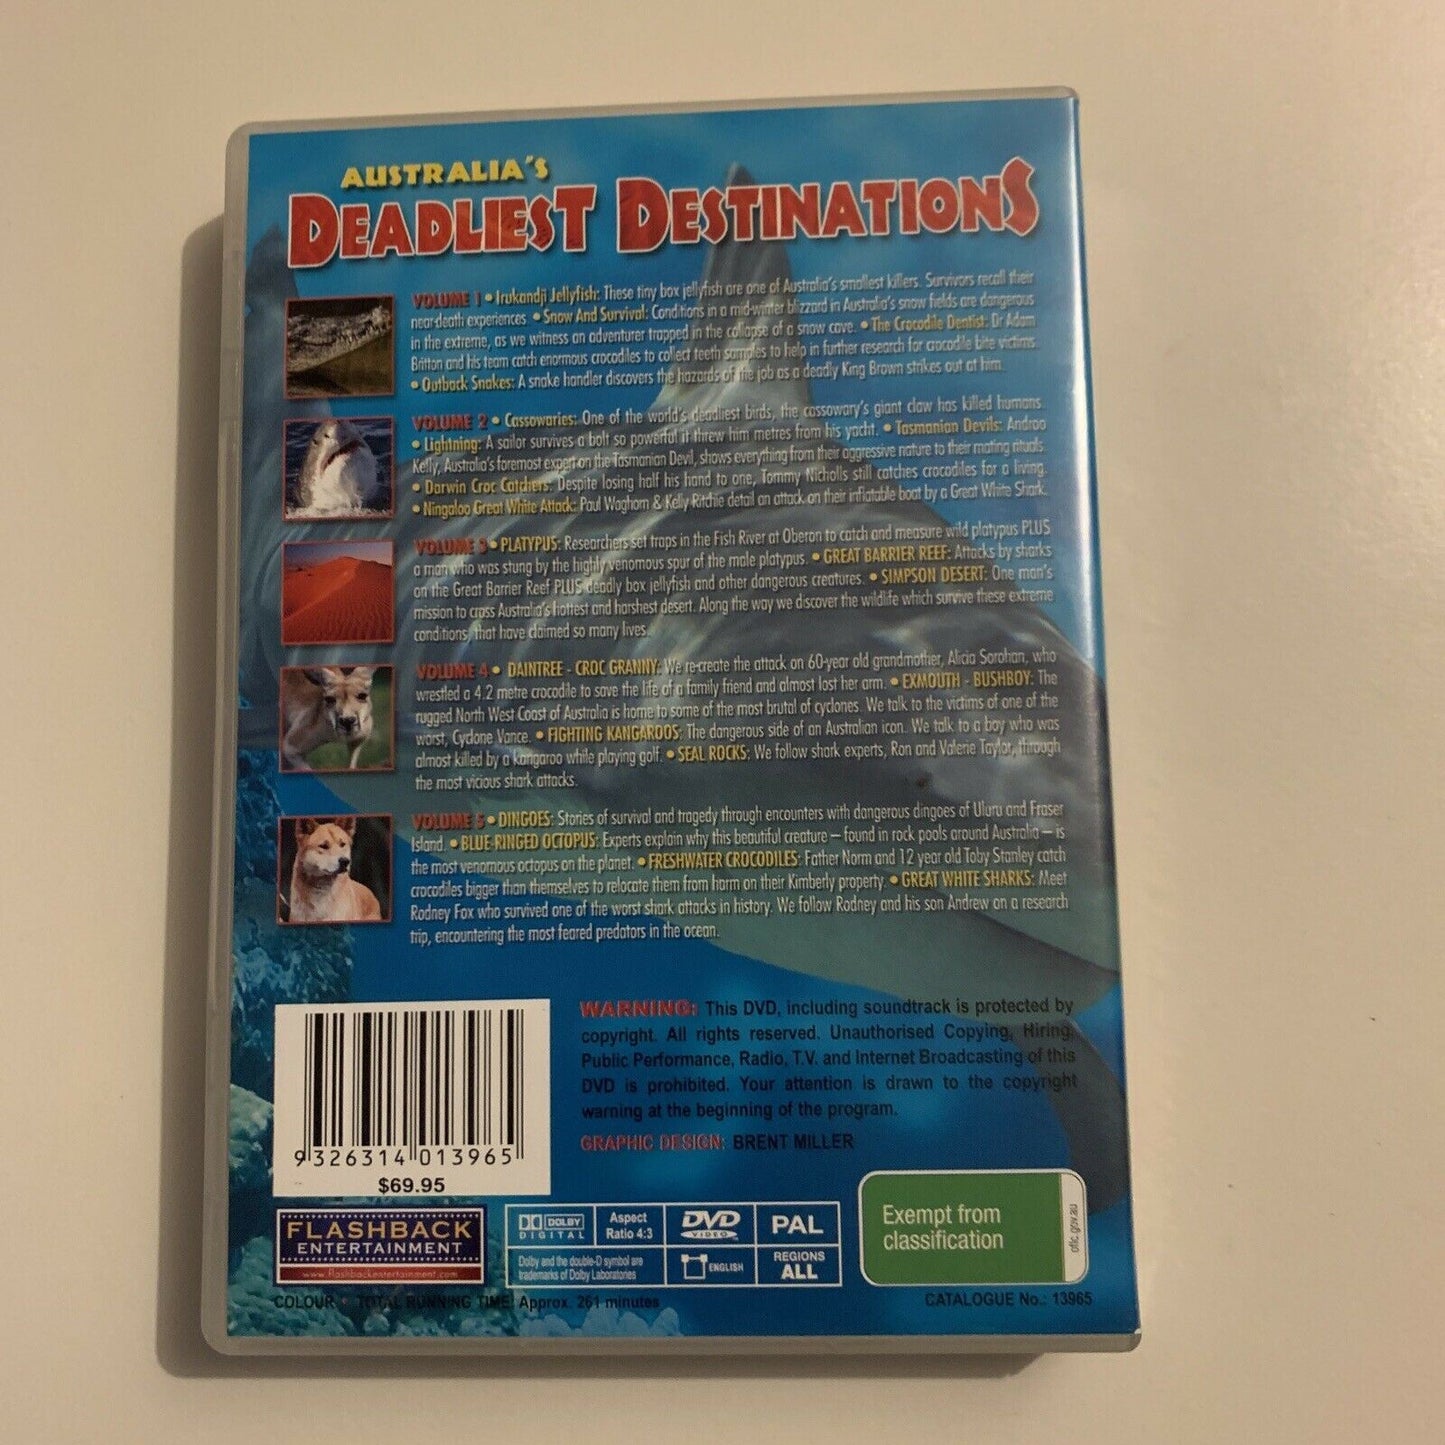 AUSTRALIA'S
DEADLIEST DESTINATIONS
VOLUME 1 • Irukandji Jellyfish: These tiny box jellyfish are one of Australia's smallest killers. Survivors recall their
near-death experiences • Snow And Survival: Conditions in a mid-winter blizzard in Australia's snow fields are dangerous
in the extreme, as we witness an adventurer trapped in the collapse of a snow cave. • The Crocodile Dentist: Dr Adam
Britton and his team catch enormous crocodiles to collect teeth samples to help in further research for crocodile bite victims.
• Outback Snakes: A snake handler discovers the hazards of the job as a deadly King Brown strikes out at him.
VOLUME 2 • Cassowaries: One of the world's deadliest birds, the cassowary's giant claw has killed humans.
• Lightning: A sailor survives a bolt so powerful it threw him metres from his yacht. • Tasmanian Devils: Androo
Kelly, Australia's foremost expert on the Tasmanian Devil, shows everything from their aggressive nature to their mating rituals.
• Darwin Croc Catchers: Despite losing half his hand to one, Tommy Nicholls still catches crocodiles for a living.
• Ningaloo Great White Attack: Paul Waghorn & Kelly Ritchie detail an attack on their inflatable boat by a Great White Shark.
VOLUME 3 • PLATYPUS: Researchers set traps in the Fish River at Oberon to catch and measure wild platypus PLUS
a man who was stung by the highly venomous spur of the male platypus. • GREAT BARRIER REEF: Attacks by sharks
on the Great Barrier Reef PLUS deadly box jellyfish and other dangerous creatures. • SIMPSON DESERT: One man's
mission to cross Australia's hottest and harshest desert. Along the way we discover the wildlife which survive these extreme
conditions, that have claimed so many lives.
VOLUME 4 • DAINTREE - CROC GRANNY: We re-create the attack on 60-year old grandmother, Alicia Sorohan, who
wrestled a 4.2 metre crocodile to save the life of a family friend and almost lost her arm. • EXMOUTH - BUSHBOY: The
rugged North West Coast of Australia is home to some of the most brutal of cyclones. We talk to the victims of one of the
worst, Cyclone Vance. • FIGHTING KANGAROOS: The dangerous side of an Australian icon. We talk to a boy who was
almost killed by a kangaroo while playing golf. • SEAL ROCKS: We follow shark experts, Ron and Valerie Taylor, through
the most vicious shark attacks.
VOLUME 5 • DINGOES: Stories of survival and tragedy through encounters with dangerous dingoes of Uluru and Fraser
Island. • BLUE RINGED OCTOPUS: Experts explain why this beautiful creature – found in rock pools around Australia – is
the most venomous octopus on the planet. • FRESHWATER CROCODILES: Father Norm and 12 year old Toby Stanley catch
crocodiles bigger than themselves to relocate them from harm on their Kimberly property. • GREAT WHITE SHARKS: Meet
Rodney Fox who survived one of the worst shark attacks in history. We follow Rodney and his son Andrew on a research
trip, encountering the most feared predators in the ocean.
WARNING: This DVD, including soundtrack is protected by
copyright. All rights reserved. Unauthorised Copying, Hiring,
Public Performance, Radio, T.V. and Internet Broadcasting of this
DVD is prohibited. Your attention is drawn to the copyright
warning at the beginning of the program.
GRAPHIC DESIGN: BRENT MILLER
9 326314 013965
$69.95
FLASHBACK
ENTERTAINMENT
www.flashbackentertainment.com
DOLBY
DIGITAL
Aspect
Ratio 4:3
DVD
VIDEO
PAL
Dolby and the double-D symbol are
trademarks of Dolby Laboratories
ENGLISH
REGIONS
ALL
Exempt from
classification
oflc.gov.au
COLOUR TOTAL RUNNING TIME: Approx. 261 minutes
CATALOGUE No.: 13965